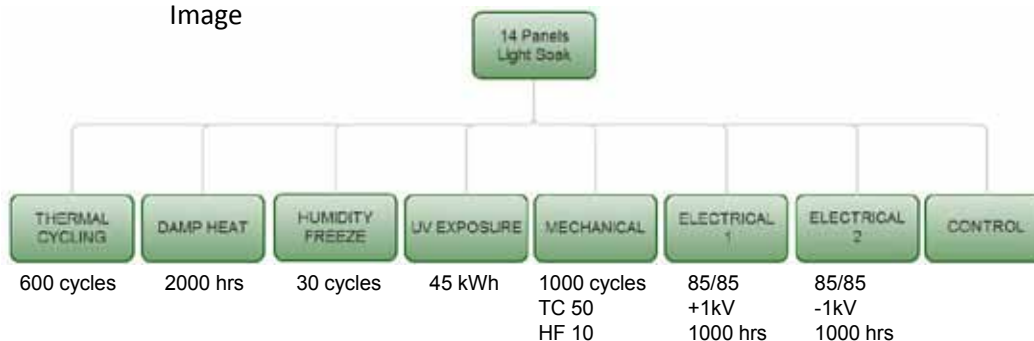 Image
14 Panels
Light Soak
THERMAL
CYCLING
DAMP HEAT
HUMIDITY
FREEZE
UV EXPOSURE
MECHANICAL
ELECTRICAL
1
ELECTRICAL
2
CONTROL
600 cycles
2000 hrs
30 cycles
45 kWh
1000 cycles
TC 50
HF 10
85/85
+1kV
1000 hrs
85/85
-1kV
1000 hrs